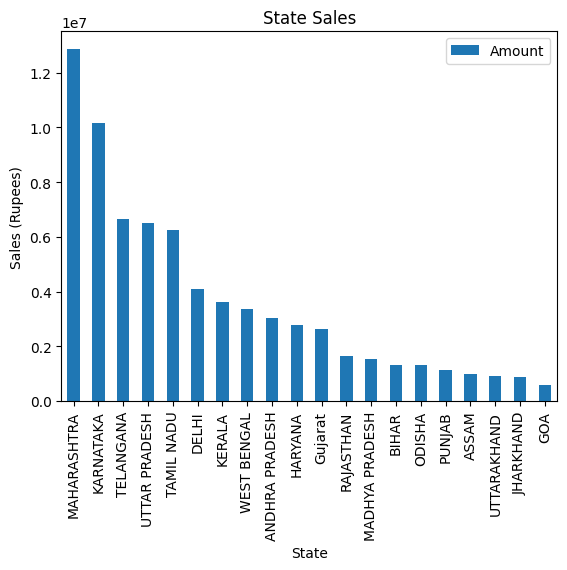 State Sales
1e7
Amount
1.2
1.0
0.8
0.6
0.4
0.2
0.0
Sales (Rupees)
MAHARASHTRA
KARNATAKA
TELANGANA
UTTAR PRADESH
TAMIL NADU
DELHI
KERALA
WEST BENGAL
ANDHRA PRADESH
HARYANA
Gujarat
RAJASTHAN
MADHYA PRADESH
BIHAR
ODISHA
PUNJAB
ASSAM
UTTARAKHAND
JHARKHAND
GOA
State